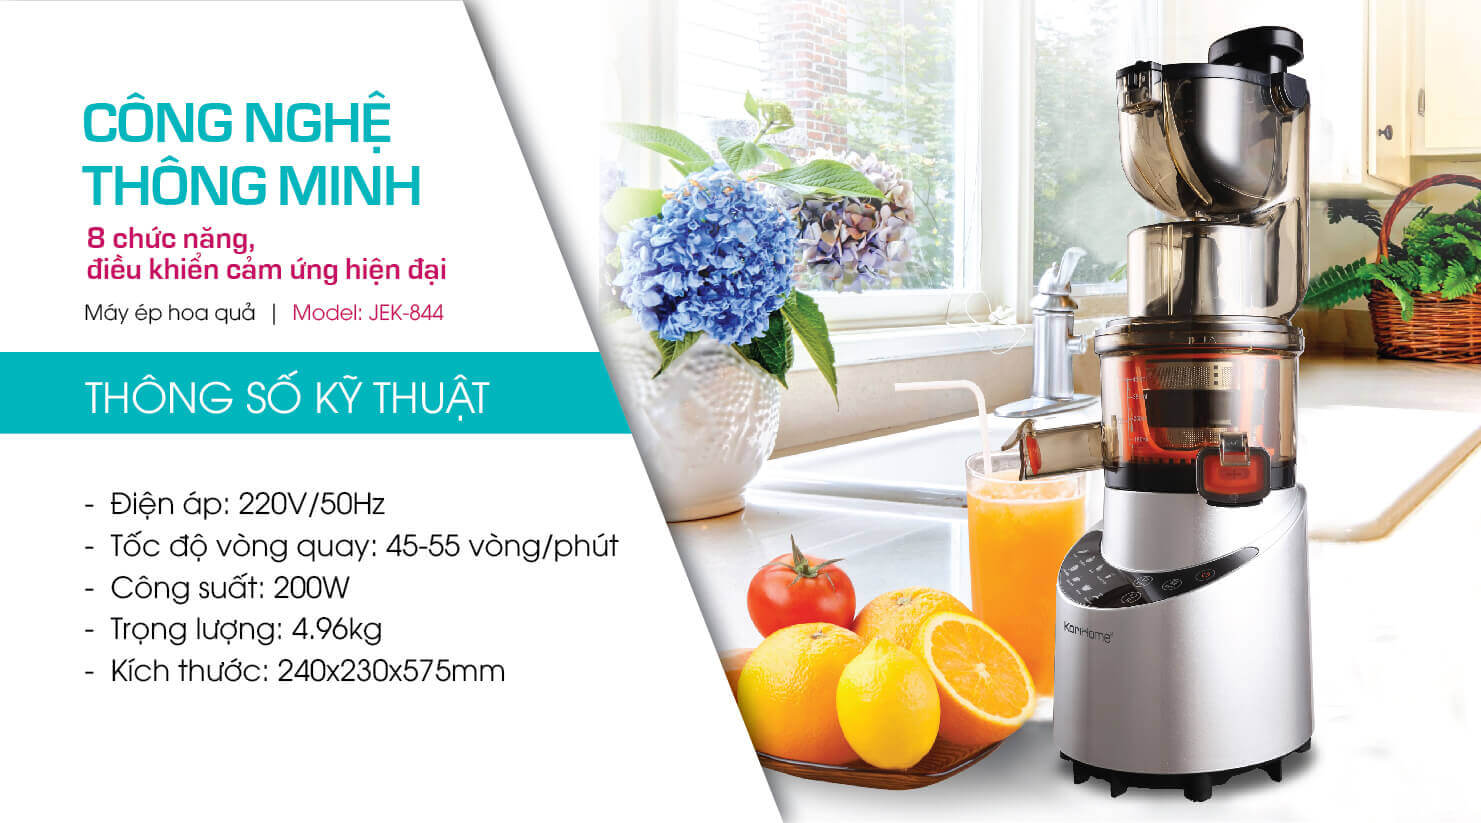 CÔNG NGHỆ
THÔNG MINH
8 chức năng,
điều khiển cảm ứng hiện đại
Máy ép hoa quả | Model: JEK-844
THÔNG SỐ KỸ THUẬT
- Điện áp: 220V/50Hz
- Tốc độ vòng quay: 45-55 vòng/phút
- Công suất: 200W
- Trọng lượng: 4.96kg
- Kích thước: 240x230x575mm
KoriHome